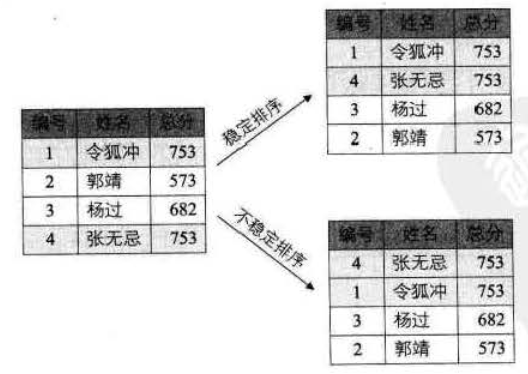 编号 姓名 总分
1 令狐冲 753
4 张无忌 753
3 杨过 682
2 郭靖 573
稳定排序
编号 姓名 总分
1 令狐冲 753
2 郭靖 573
3 杨过 682
4 张无忌 753
不稳定排序
编号 姓名 总分
4 张无忌 753
1 令狐冲 753
3 杨过 682
2 郭靖 573